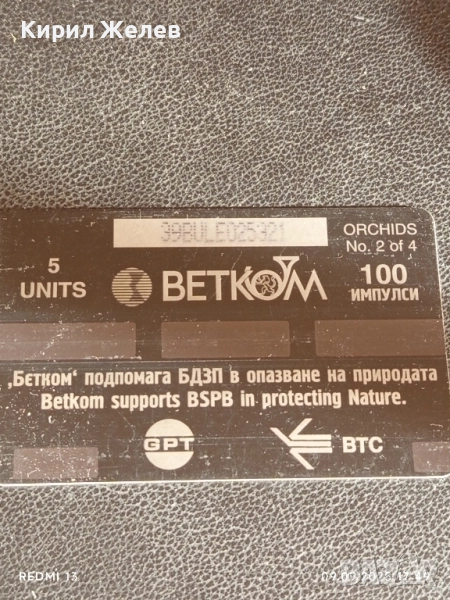 Кирил Желев
39BULE025321
ORCHIDS
No. 2 of 4
5
UNITS
BETKOM
100
ИМПУЛСИ
„Бєтком“ подпомага БДЗП в опазване на природата
Betkom supports BSPB in protecting Nature.
GPT
BTC
REDMI 13